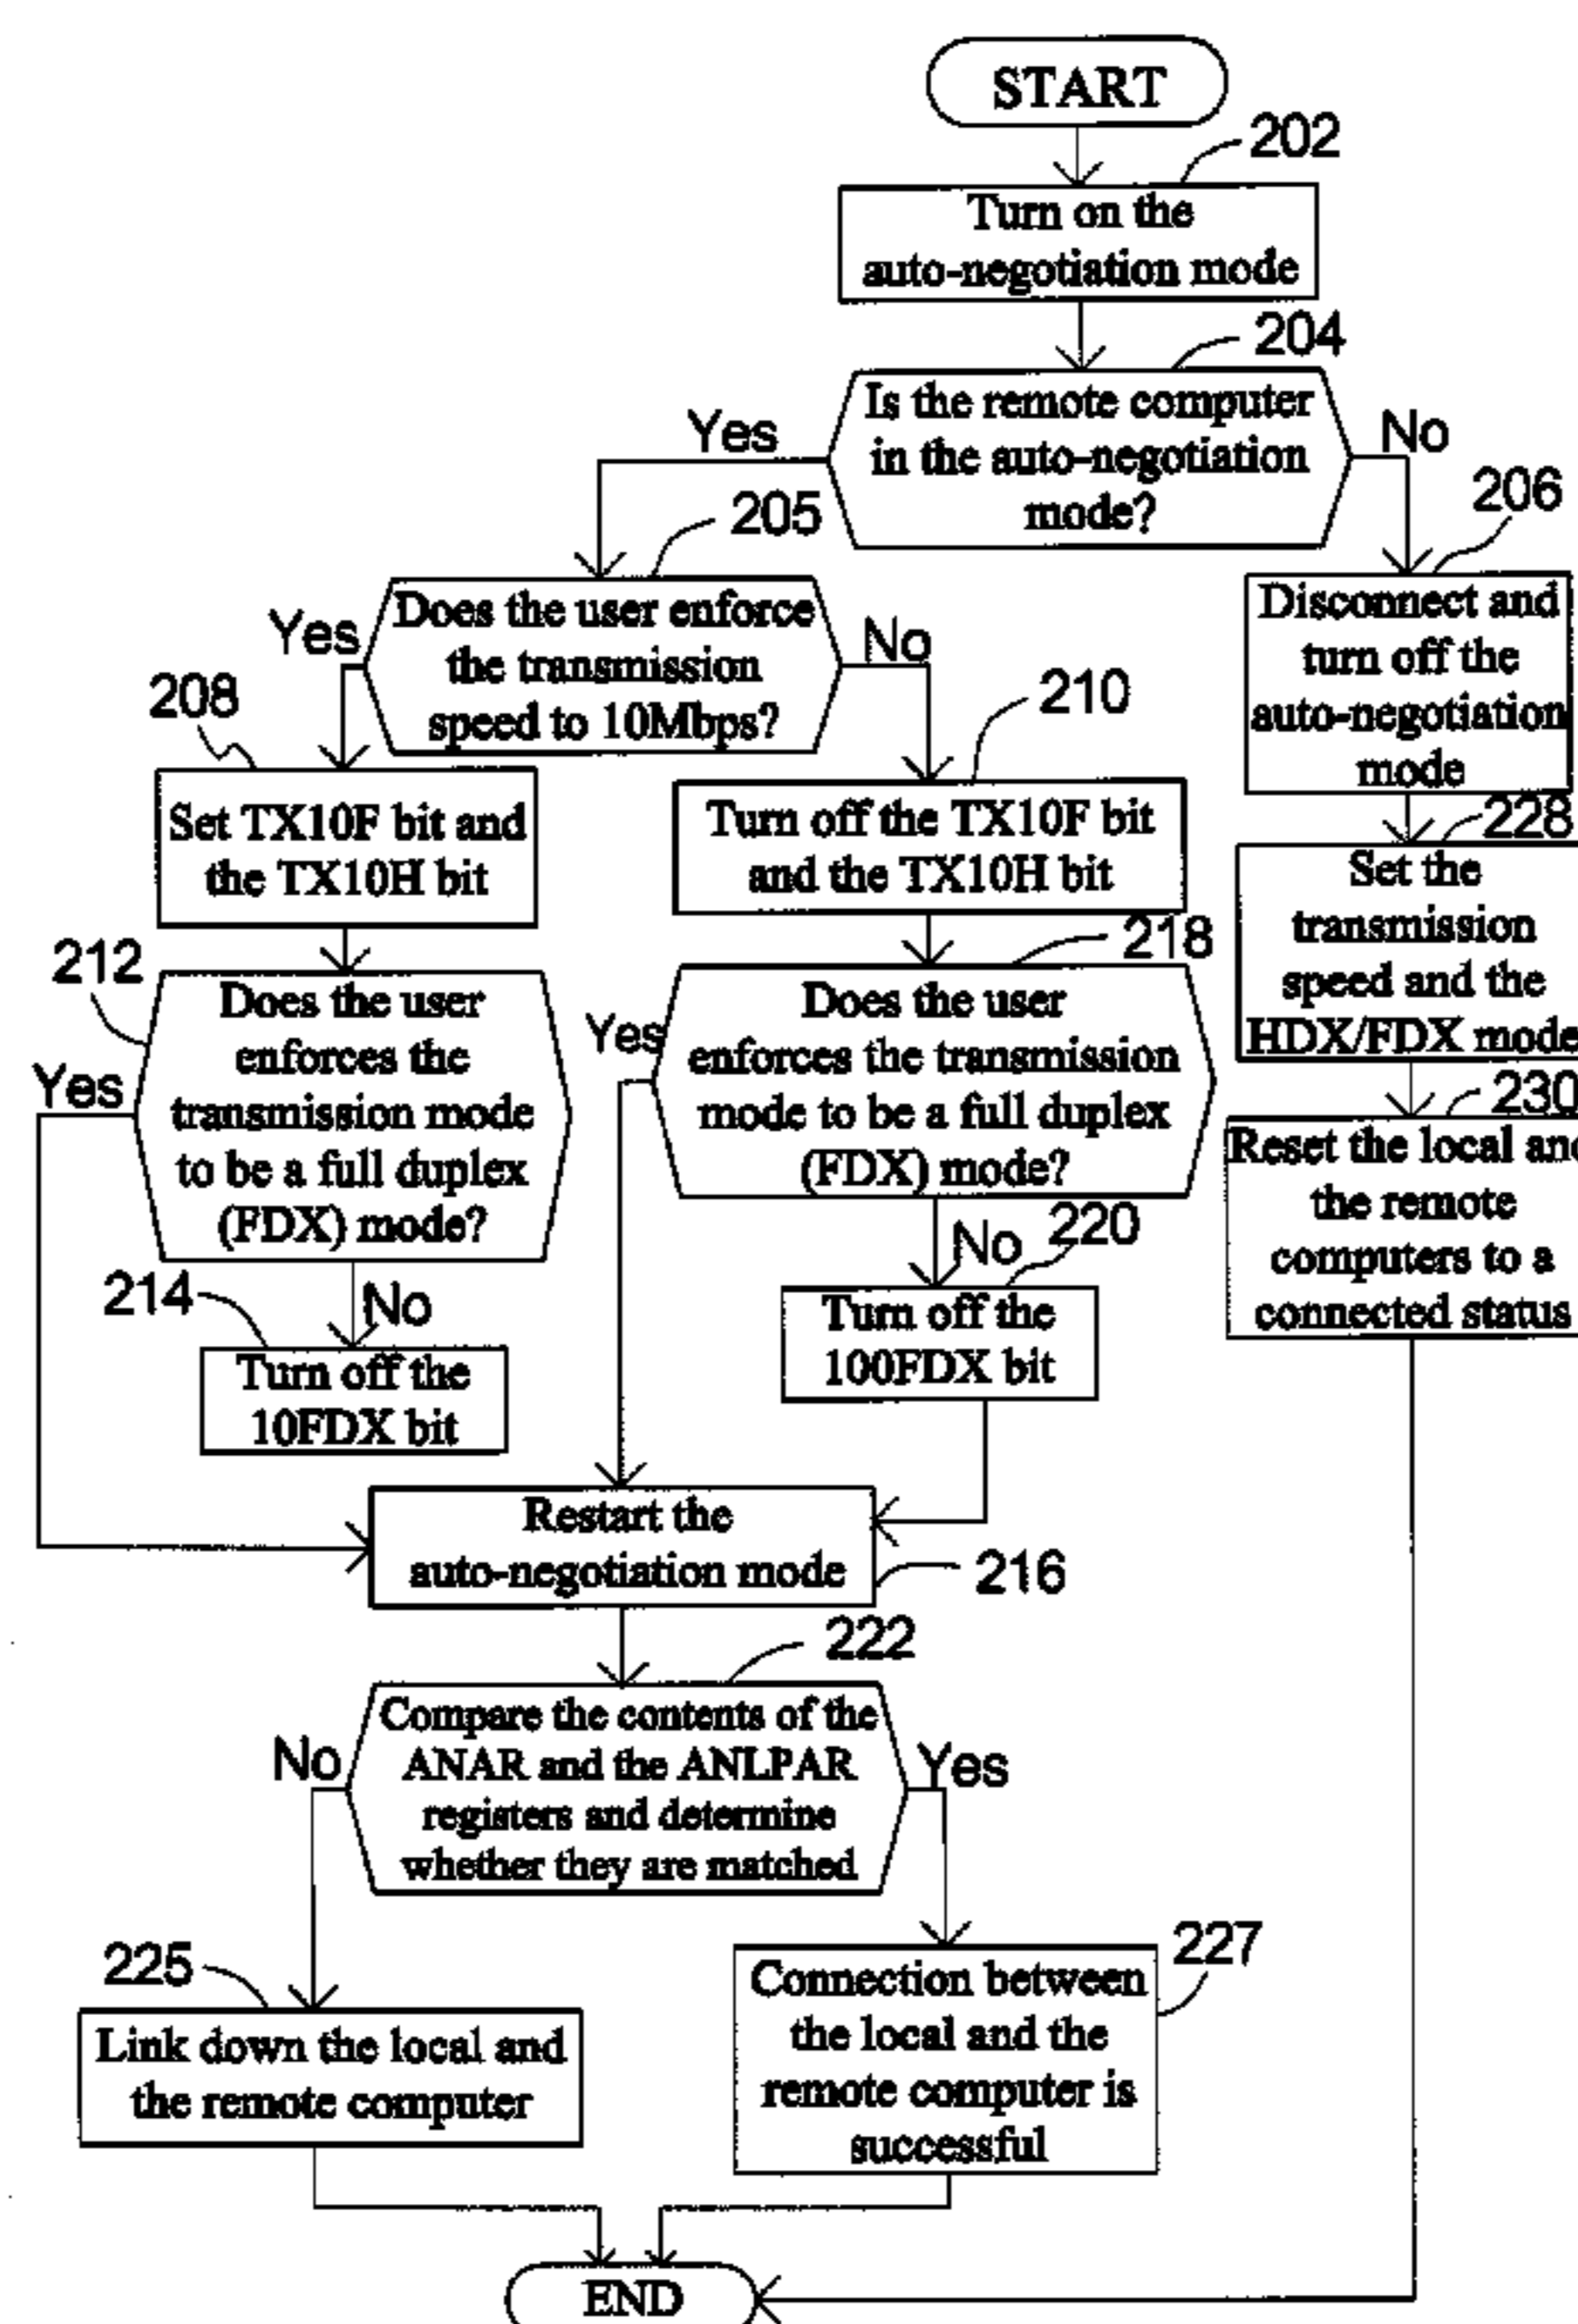 START
202
Turn on the
auto-negotiation mode
204
Is the remote computer
in the auto-negotiation
mode?
Yes
No
205
206
Does the user enforce
the transmission
speed to 10Mbps?
Yes
No
Disconnect and
turn off the
auto-negotiation
mode
208
210
Set TX10F bit and
the TX10H bit
Turn off the TX10F bit
and the TX10H bit
228
Set the
transmission
speed and the
HDX/FDX mode
212
218
Does the user
enforces the
transmission mode
to be a full duplex
(FDX) mode?
Yes
Yes
Does the user
enforces the transmission
mode to be a full duplex
(FDX) mode?
230
Reset the local and
the remote
computers to a
connected status
No
220
214
No
Turn off the
10FDX bit
Turn off the
100FDX bit
Restart the
auto-negotiation mode
216
222
Compare the contents of the
ANAR and the ANLPAR
registers and determine
whether they are matched
No
Yes
225
227
Link down the local and
the remote computer
Connection between
the local and the
remote computer is
successful
END